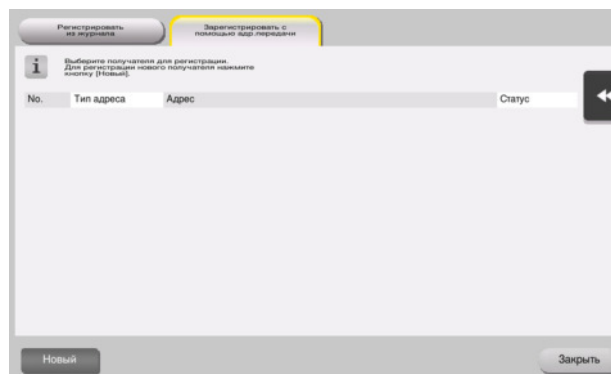 Регистрировать
из журнала
Зарегистрировать с
помощью адр.передачи
Выберите получателя для регистрации.
Для регистрации нового получателя нажмите
кнопку [Новый].
No. Тип адреса Адрес Статус
Новый Закрыть